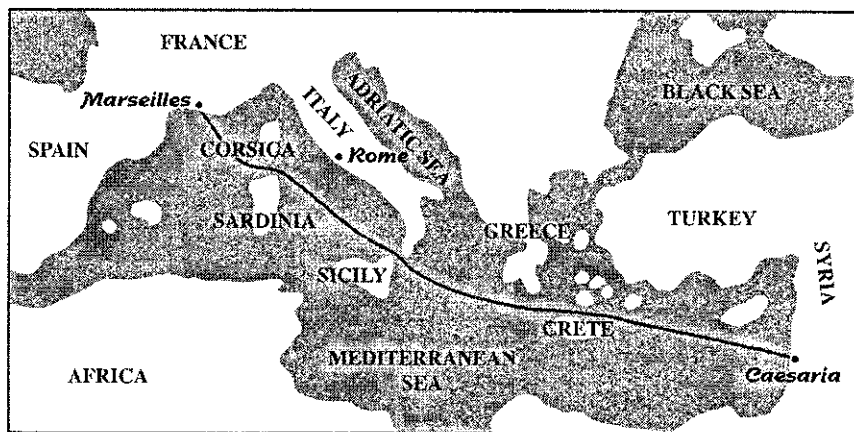 FRANCE
Marseilles
ITALY
ADRIATIC SEA
BLACK SEA
SPAIN
CORSICA
Rome
SARDINIA
GREECE
TURKEY
SICILY
SYRIA
CRETE
AFRICA
MEDITERRANEAN
SEA
Caesaria